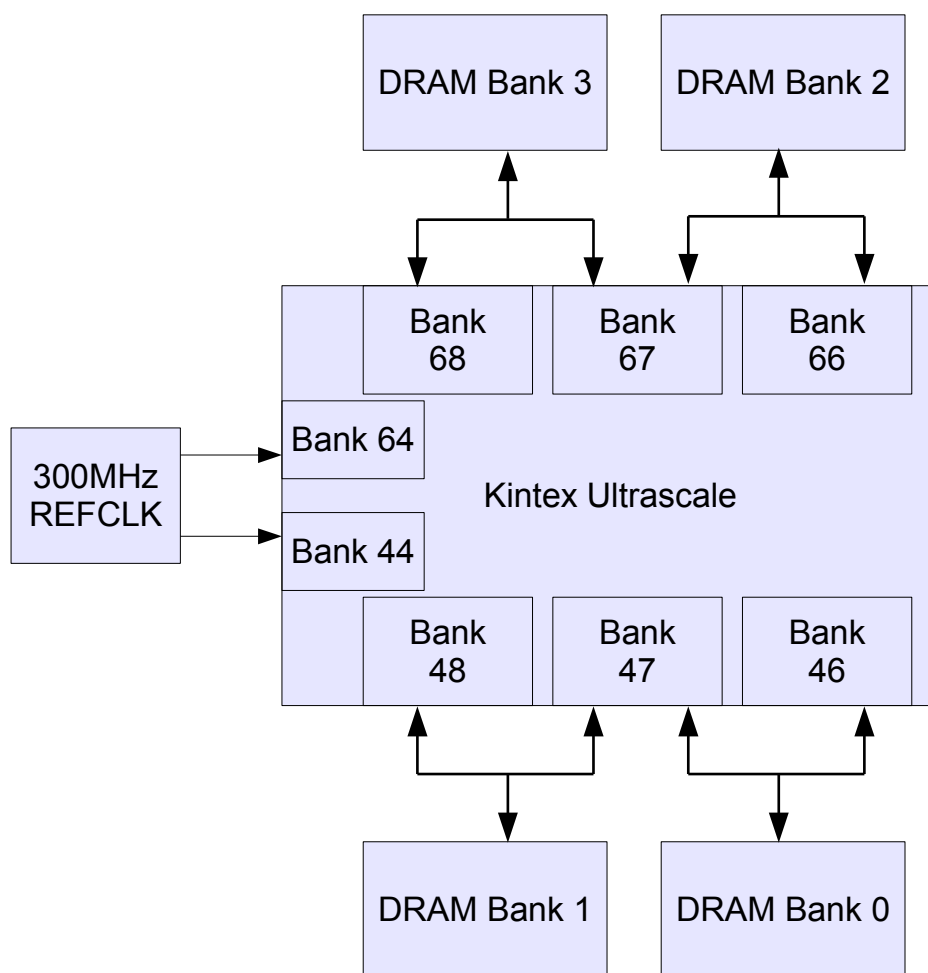 DRAM Bank 3
DRAM Bank 2
Bank
68
Bank
67
Bank
66
Bank 64
300MHz
REFCLK
Kintex Ultrascale
Bank 44
Bank
48
Bank
47
Bank
46
DRAM Bank 1
DRAM Bank 0